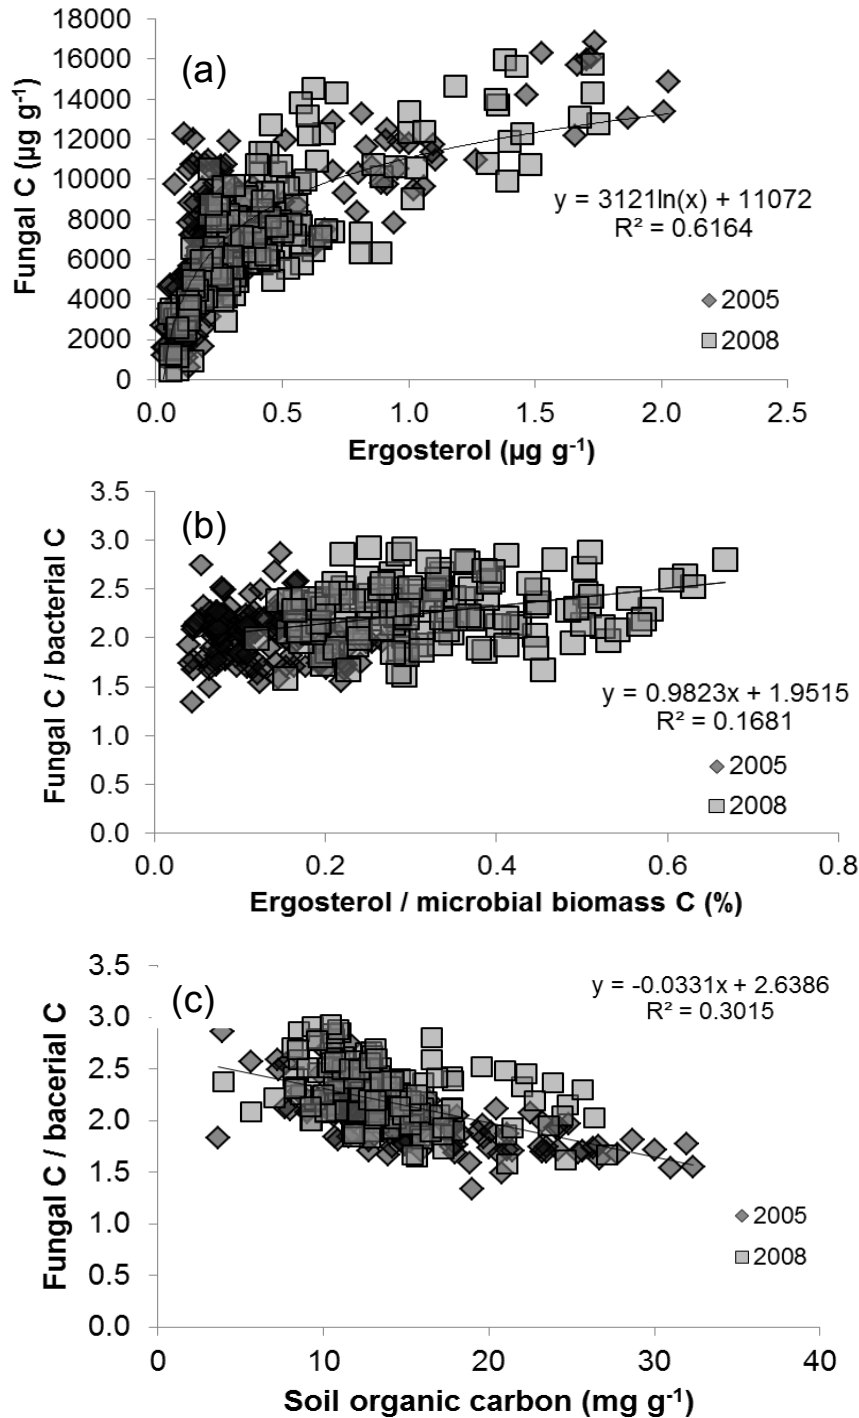 18000
16000
14000
12000
10000
8000
6000
4000
2000
0
Fungal C (µg g⁻¹)
(a)
y = 3121ln(x) + 11072
R² = 0.6164
2005
2008
0.0 0.5 1.0 1.5 2.0 2.5
Ergosterol (µg g⁻¹)
3.5
3.0
2.5
2.0
1.5
1.0
0.5
0.0
Fungal C / bacterial C
(b)
y = 0.9823x + 1.9515
R² = 0.1681
2005
2008
0.0 0.2 0.4 0.6 0.8
Ergosterol / microbial biomass C (%)
3.5
3.0
2.5
2.0
1.5
1.0
0.5
0.0
Fungal C / bacerial C
(c)
y = -0.0331x + 2.6386
R² = 0.3015
2005
2008
0 10 20 30 40
Soil organic carbon (mg g⁻¹)